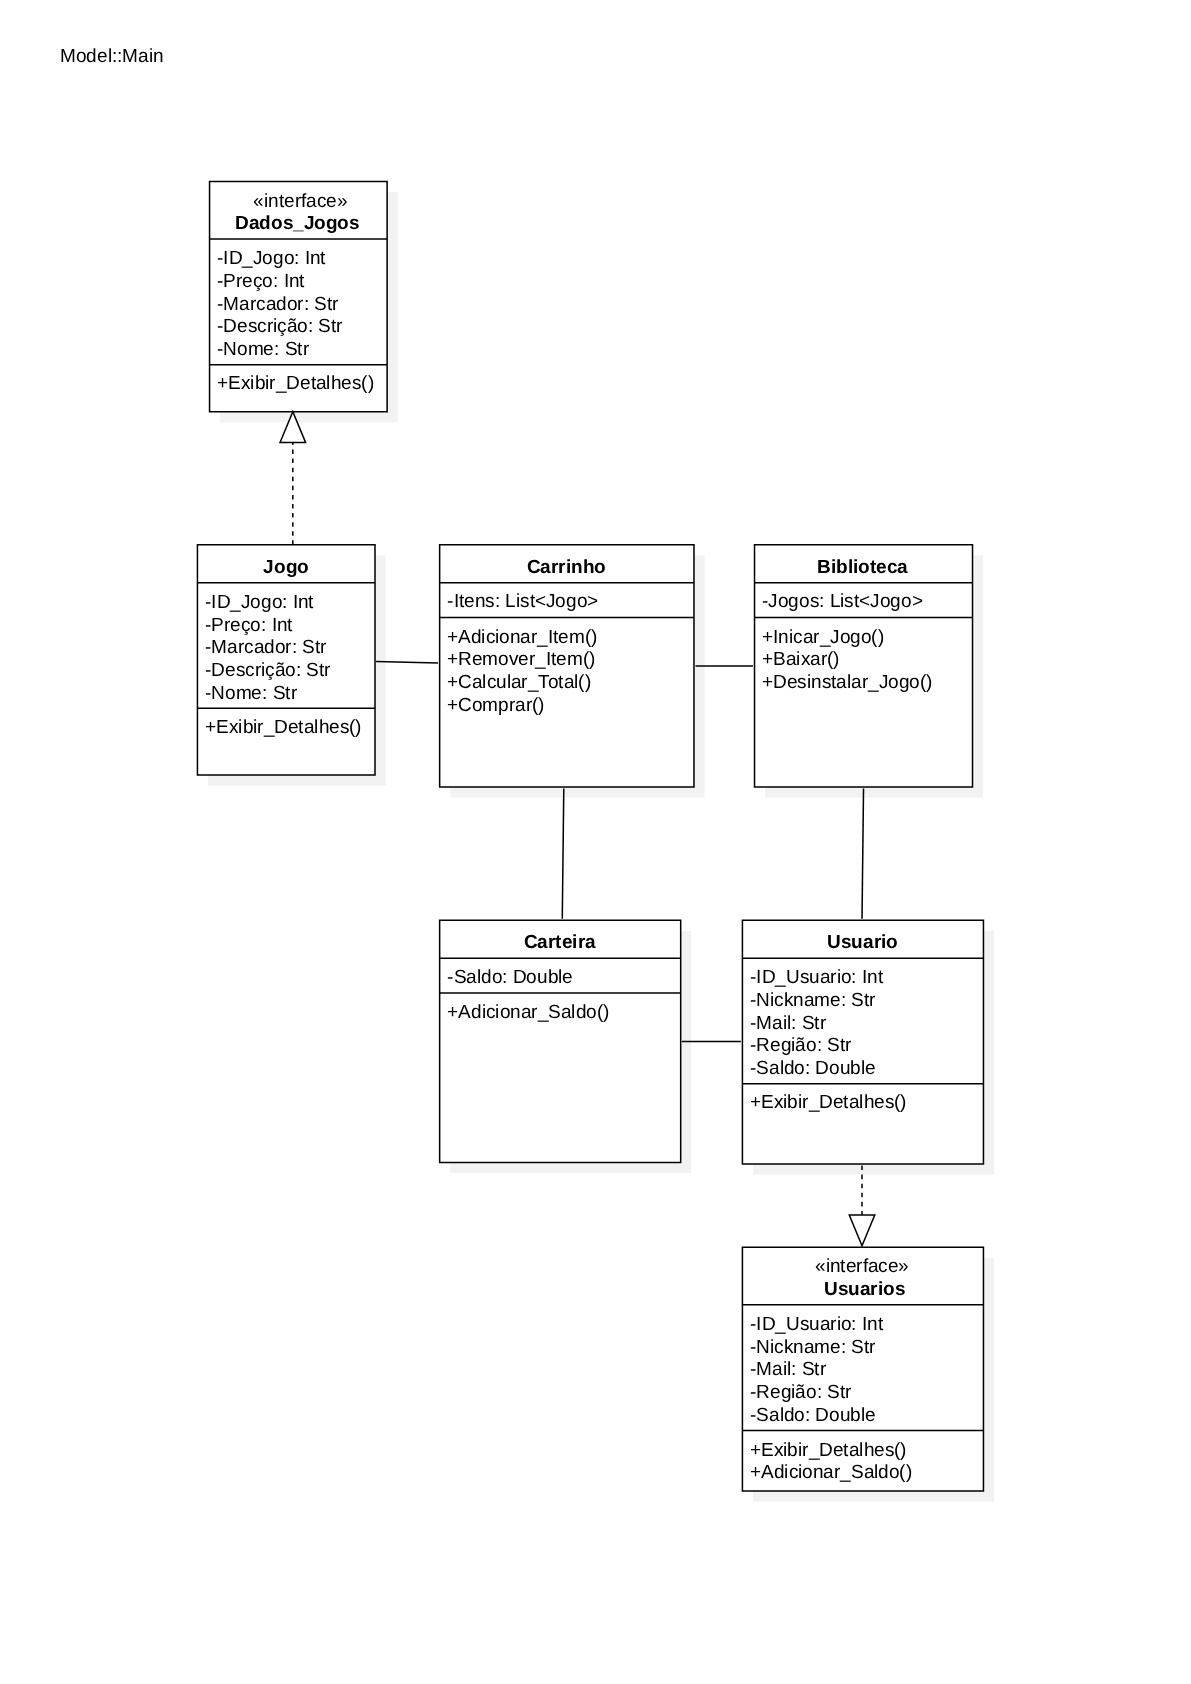 Model::Main
«interface»
Dados_Jogos
-ID_Jogo: Int
-Preço: Int
-Marcador: Str
-Descrição: Str
-Nome: Str
+Exibir_Detalhes()
Jogo
-ID_Jogo: Int
-Preço: Int
-Marcador: Str
-Descrição: Str
-Nome: Str
+Exibir_Detalhes()
Carrinho
-Itens: List<Jogo>
+Adicionar_Item()
+Remover_Item()
+Calcular_Total()
+Comprar()
Biblioteca
-Jogos: List<Jogo>
+Inicar_Jogo()
+Baixar()
+Desinstalar_Jogo()
Carteira
-Saldo: Double
+Adicionar_Saldo()
Usuario
-ID_Usuario: Int
-Nickname: Str
-Mail: Str
-Região: Str
-Saldo: Double
+Exibir_Detalhes()
«interface»
Usuarios
-ID_Usuario: Int
-Nickname: Str
-Mail: Str
-Região: Str
-Saldo: Double
+Exibir_Detalhes()
+Adicionar_Saldo()